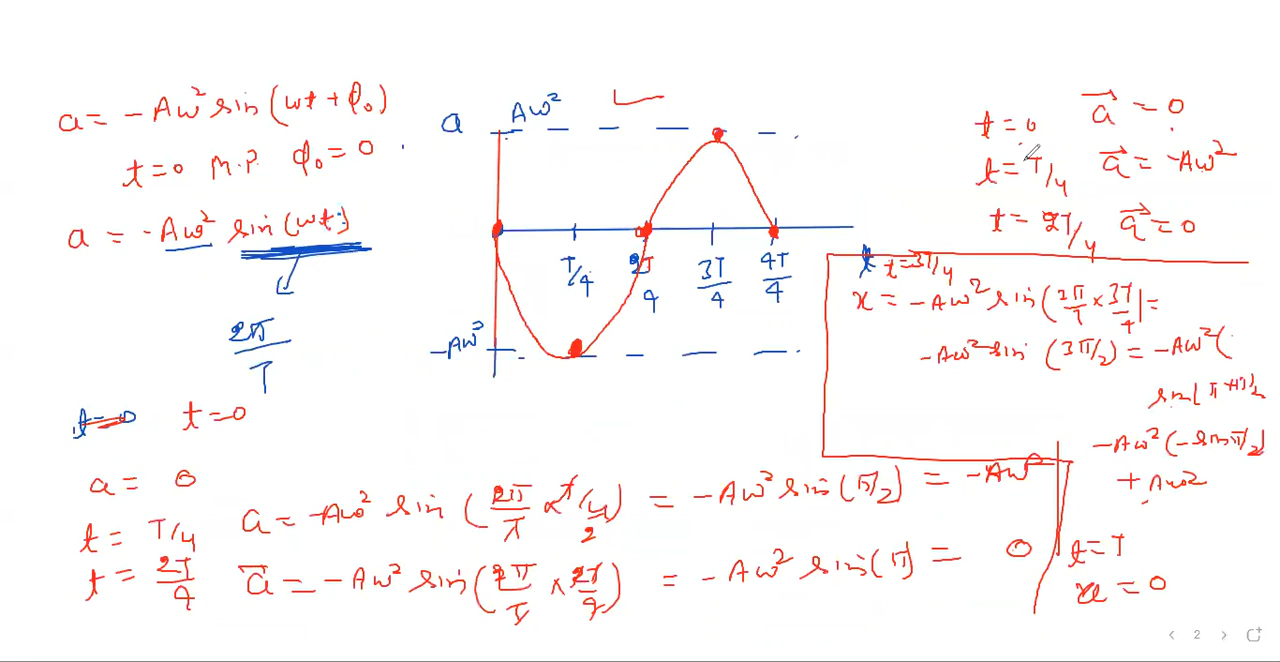 a = -Aω² sin(ωt + φ₀)
t=0 M.P. φ₀ = 0
a = -Aω² sin(ωt)
2π/T
t=0 t=0
a = 0
t = T/4 a = -Aω² sin(2π/T × T/4) = -Aω² sin(π/2) = -Aω²
2
t = 2T/4 a = -Aω² sin(2π/T × 2T/4) = -Aω² sin(π) = 0
a Aω²
T/4 2T/4 3T/4 4T/4 t
-Aω²
t = 0 a = 0
t = T/4 a = -Aω²
t = 2T/4 a = 0
t = 3T/4
x = -Aω² sin(2π/T × 3T/4) =
-Aω² sin(3π/2) = -Aω²(
sin(π+π/2
-Aω²(-sin π/2)
+Aω2
t=T
x = 0
2